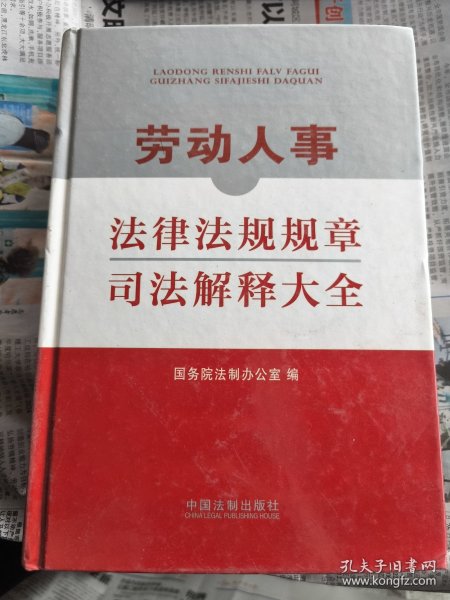 LAODONG RENSHI FALV FAGUI
GUIZHANG SIFAJIESHI DAQUAN
劳动人事
法律法规规章
司法解释大全
国务院法制办公室 编
中国法制出版社
CHINA LEGAL PUBLISHING HOUSE
孔夫子旧书网
www.kongfz.com